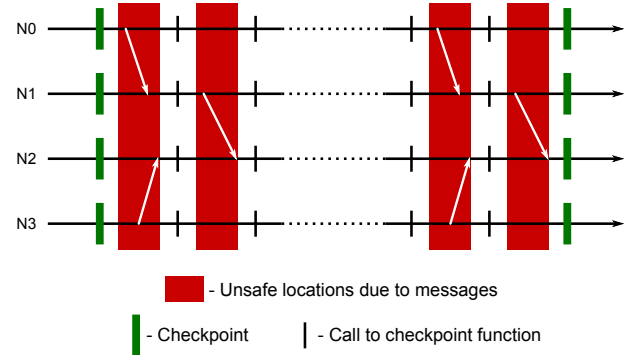 N0
N1
N2
N3
- Unsafe locations due to messages
- Checkpoint
- Call to checkpoint function